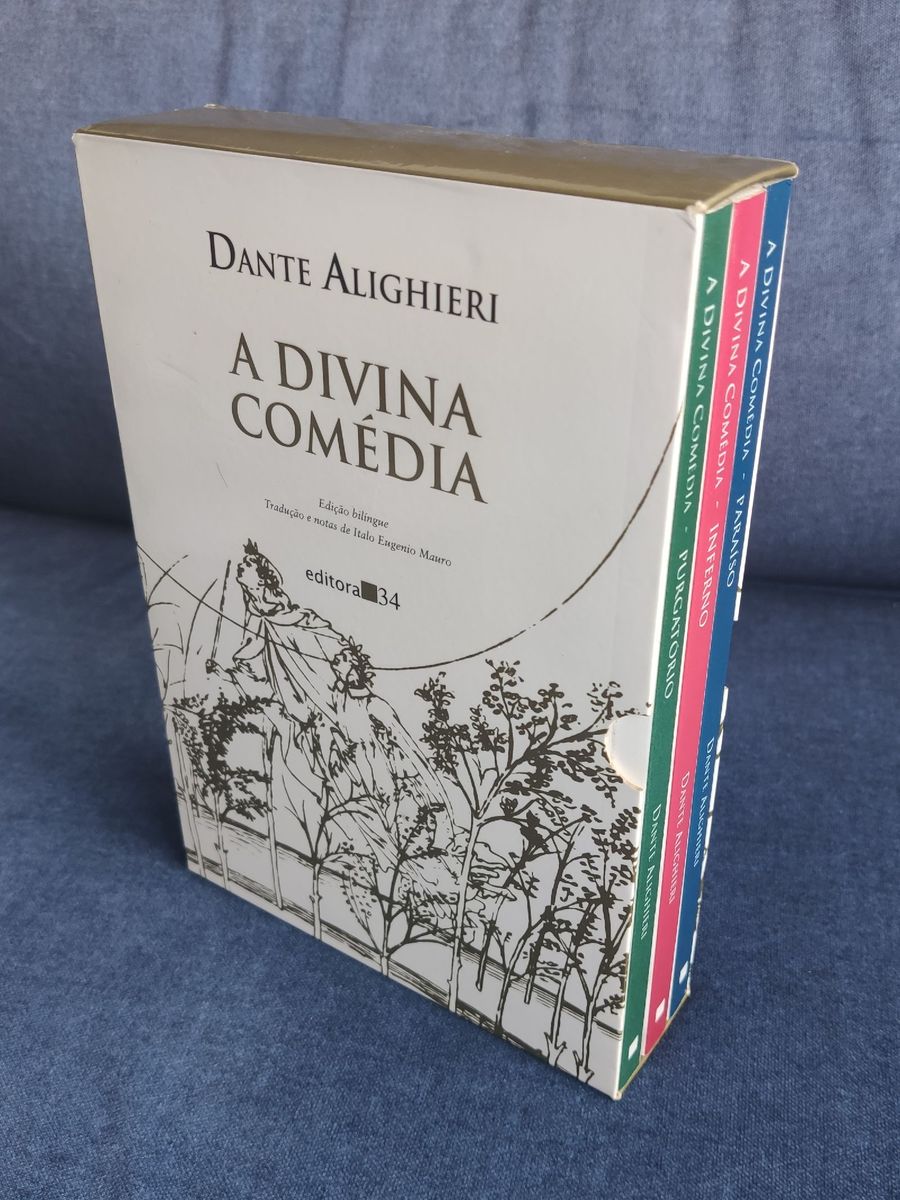 DANTE ALIGHIERI
A DIVINA
COMÉDIA
Edição bilíngue
Tradução e notas de Italo Eugenio Mauro
editora 34
A DIVINA COMÉDIA - PURGATÓRIO DANTE ALIGHIERI
A DIVINA COMÉDIA - INFERNO DANTE ALIGHIERI
A DIVINA COMÉDIA - PARAÍSO DANTE ALIGHIERI